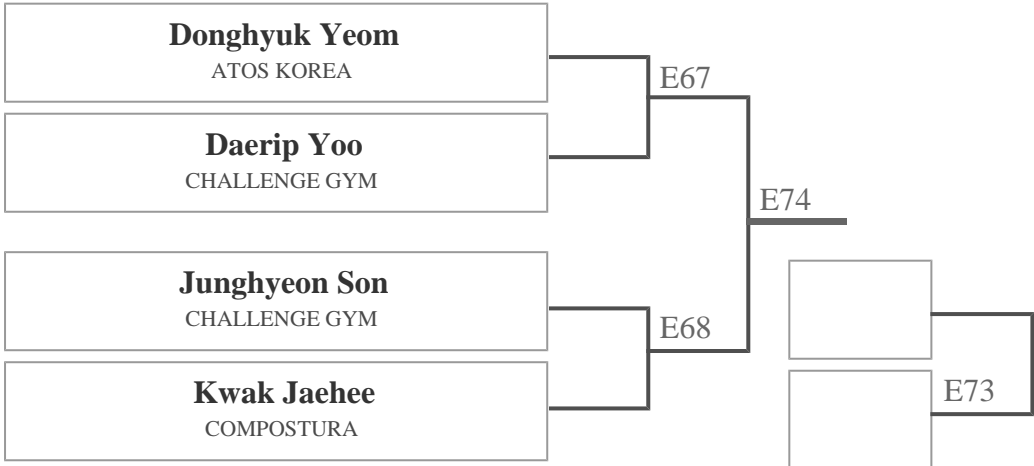 Donghyuk Yeom
ATOS KOREA
E67
Daerip Yoo
CHALLENGE GYM
E74
Junghyeon Son
CHALLENGE GYM
E68
Kwak Jaehee
COMPOSTURA
E73